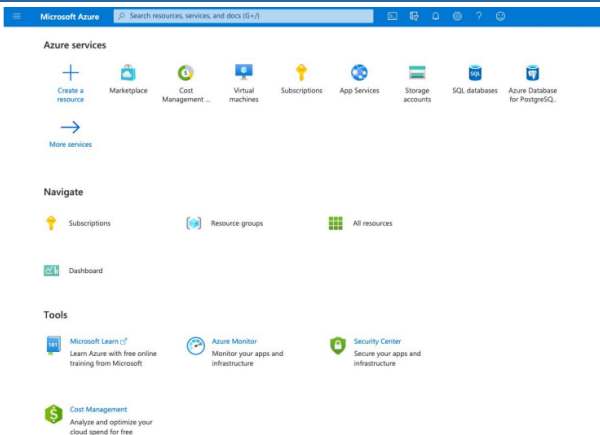 Microsoft Azure
Search resources, services, and docs (G+/)
Azure services
Create a
resource
Marketplace
Cost
Management ...
Virtual
machines
Subscriptions
App Services
Storage
accounts
SQL databases
SQL
Azure Database
for PostgreSQ...
More services
Navigate
Subscriptions
Resource groups
All resources
Dashboard
Tools
101
Microsoft Learn
Learn Azure with free online
training from Microsoft
Azure Monitor
Monitor your apps and
infrastructure
Security Center
Secure your apps and
infrastructure
$
Cost Management
Analyze and optimize your
cloud spend for free